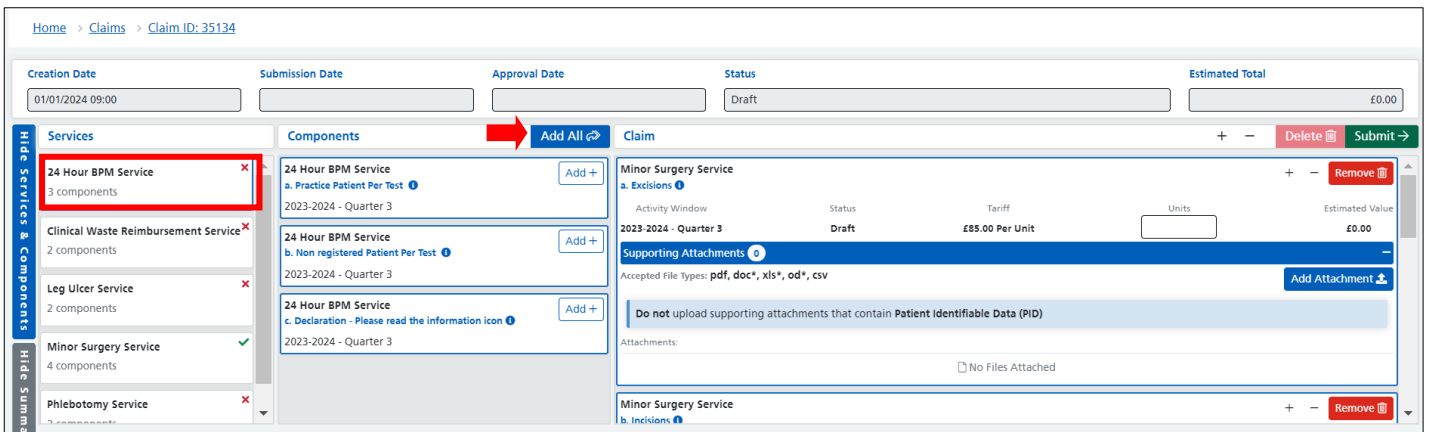 Home > Claims > Claim ID: 35134
Creation Date Submission Date Approval Date Status Estimated Total
01/01/2024 09:00 Draft £0.00
Hide Services & Components
Hide Summa
Services
24 Hour BPM Service
3 components
Clinical Waste Reimbursement Service
2 components
Leg Ulcer Service
2 components
Minor Surgery Service
4 components
Phlebotomy Service
2 components
Components Add All
24 Hour BPM Service Add +
a. Practice Patient Per Test
2023-2024 - Quarter 3
24 Hour BPM Service Add +
b. Non registered Patient Per Test
2023-2024 - Quarter 3
24 Hour BPM Service Add +
c. Declaration - Please read the information icon
2023-2024 - Quarter 3
Claim + − Delete Submit →
Minor Surgery Service + − Remove
a. Excisions
Activity Window Status Tariff Units Estimated Value
2023-2024 - Quarter 3 Draft £85.00 Per Unit £0.00
Supporting Attachments 0 −
Accepted File Types: pdf, doc*, xls*, od*, csv Add Attachment
Do not upload supporting attachments that contain Patient Identifiable Data (PID)
Attachments:
No Files Attached
Minor Surgery Service + − Remove
b. Incisions